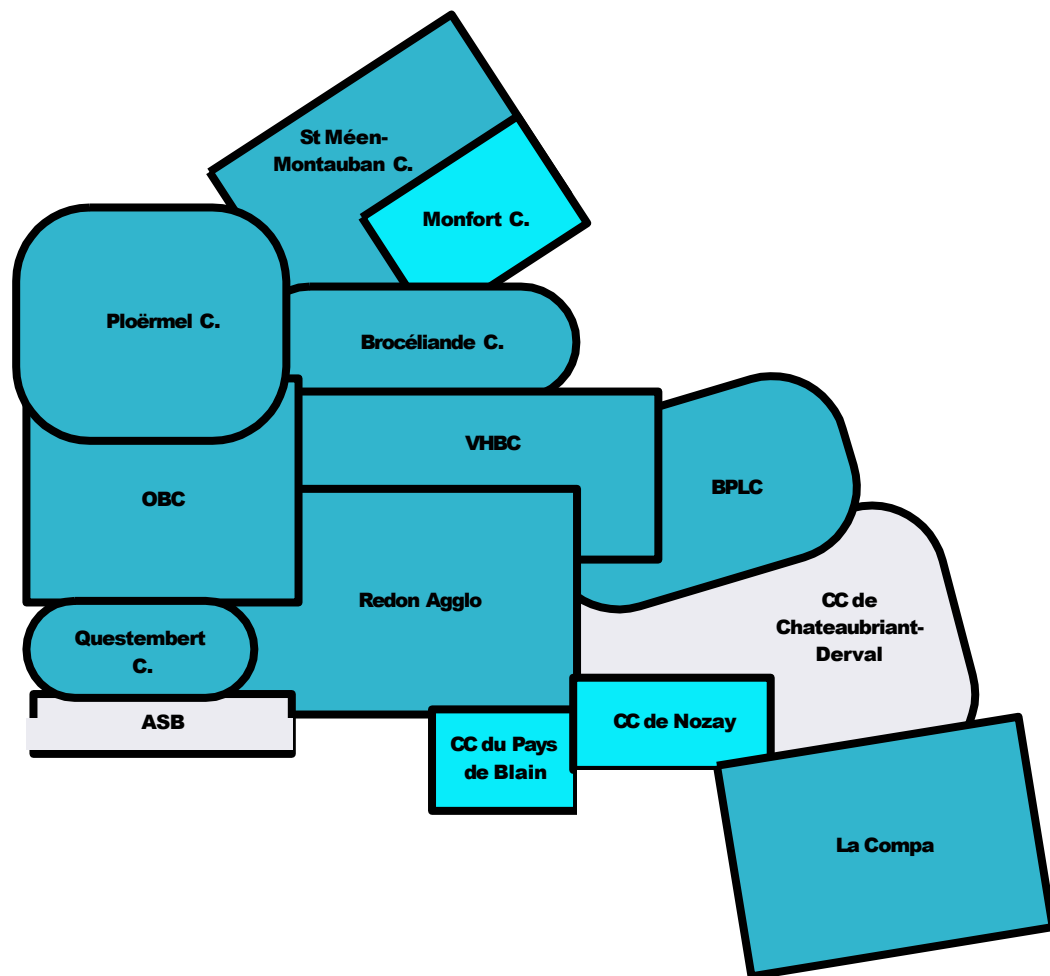 St Méen-
Montauban C.
Monfort C.
Ploërmel C.
Brocéliande C.
VHBC
BPLC
OBC
Redon Agglo
CC de
Chateaubriant-
Derval
Questembert
C.
ASB
CC de Nozay
CC du Pays
de Blain
La Compa